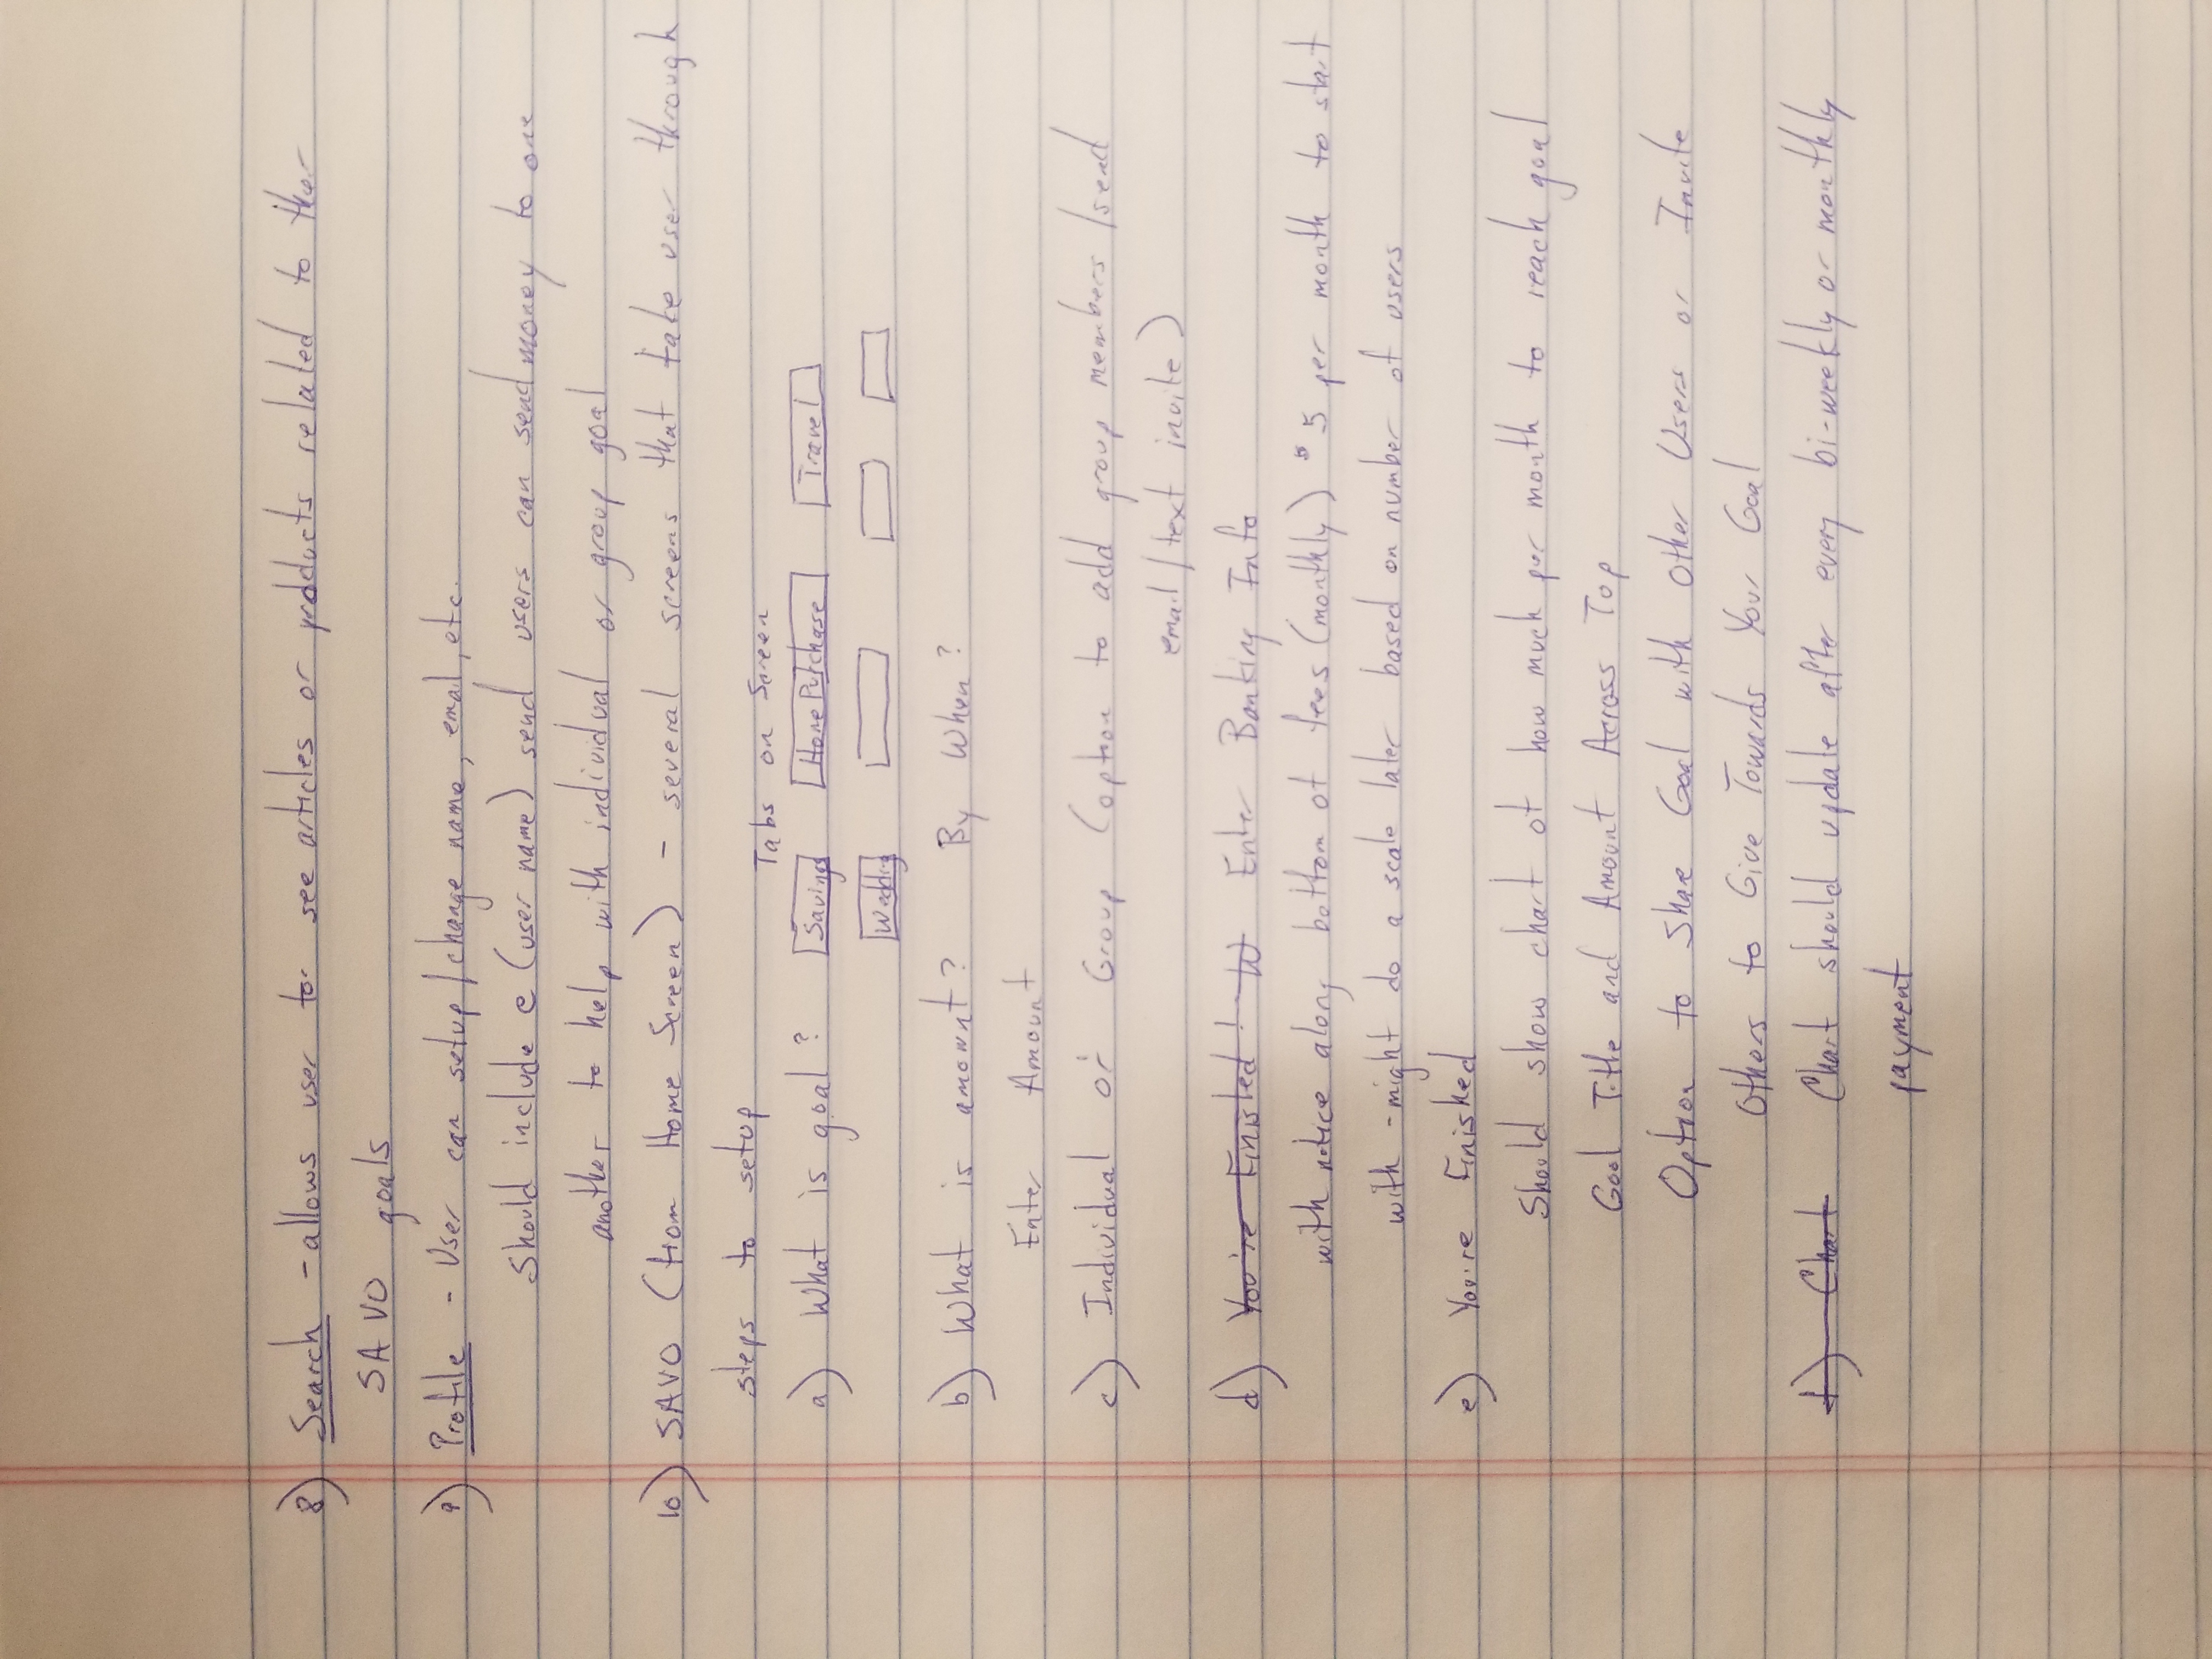 8) Search - allows user to see articles or prodducts related to ther
SAVO goals
9) Profile - User can setup/change name, email, etc.
Should include e (user name) send users can send money to one
another to help with individual or group goal
10) SAVO (from Home Screen) - several screens that take user through
steps to setup
Tabs on Screen
a) What is goal? Savings Home Purchase Travel
Wedding
b) What is amount? By When?
Enter Amount
c) Individual or Group (option to add group members/send
email/text invite)
d) You're Finished! W Enter Banking Info
with notice along bottom of fees (monthly) $5 per month to start
with - might do a scale later based on number of users
e) You're Finished
Should show chart of how much per month to reach goal
Goal Title and Amount Across Top
Option to Share Goal with Other Users or Invite
Others to Give Towards Your Goal
f) Chart Chart should update after every bi-weekly or monthly
payment